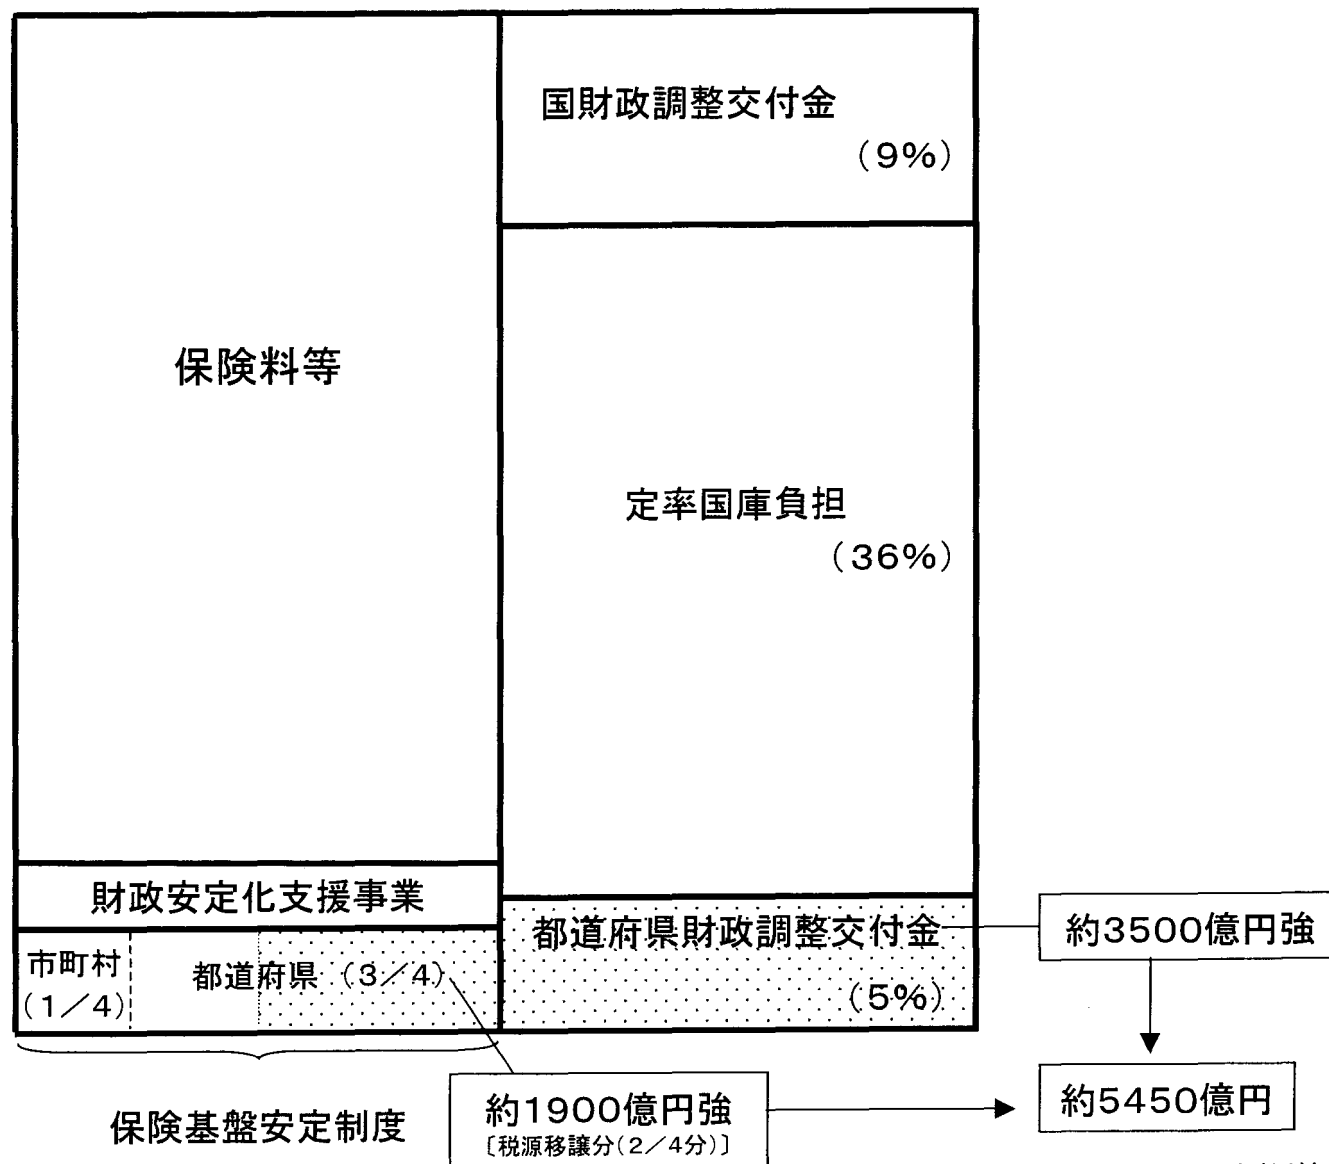 国財政調整交付金
（9％）
保険料等
定率国庫負担
（36％）
財政安定化支援事業
都道府県財政調整交付金
（5％）
約3500億円強
市町村
（1／4）
都道府県（3／4）
保険基盤安定制度
約1900億円強
［税源移譲分（2／4分）］
約5450億円